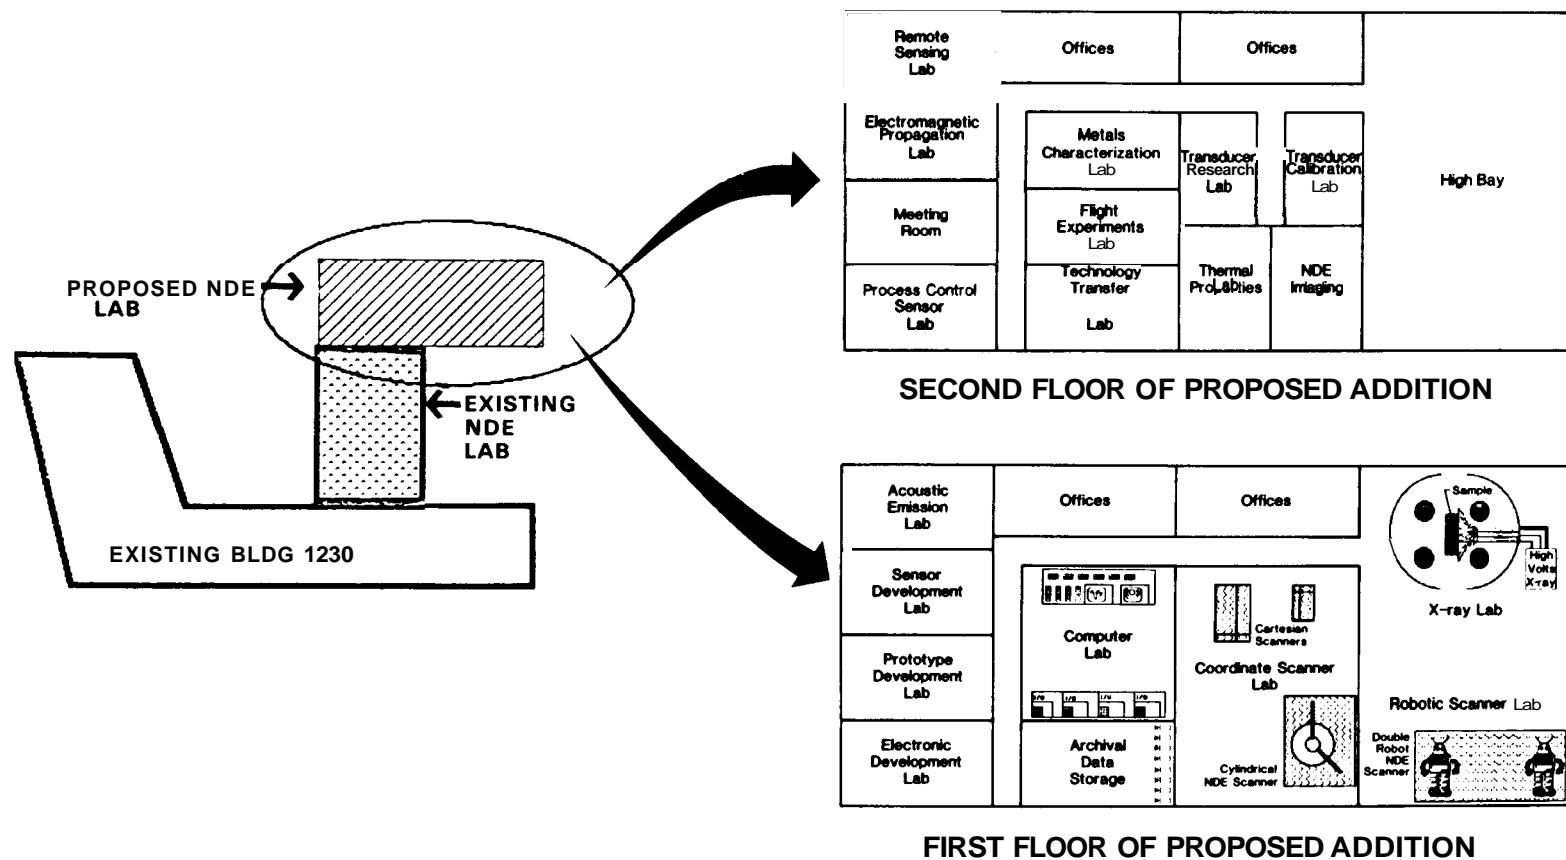 PROPOSED NDE
LAB
EXISTING
NDE
LAB
EXISTING BLDG 1230
Remote
Sensing
Lab
Offices
Offices
Electromagnetic
Propagation
Lab
Metals
Characterization
Lab
Transducer
Research
Lab
Transducer
Calibration
Lab
High Bay
Meeting
Room
Flight
Experiments
Lab
Process Control
Sensor
Lab
Technology
Transfer
Lab
Thermal
Properties
Lab
NDE
Imaging
SECOND FLOOR OF PROPOSED ADDITION
Acoustic
Emission
Lab
Offices
Offices
Sample
High
Volts
X-ray
X-ray Lab
Sensor
Development
Lab
Computer
Lab
I/O
I/O
I/O
I/O
Cartesian
Scanners
Coordinate Scanner
Lab
Prototype
Development
Lab
Robotic Scanner Lab
Electronic
Development
Lab
Archival
Data
Storage
Cylindrical
NDE Scanner
Double
Robot
NDE
Scanner
FIRST FLOOR OF PROPOSED ADDITION